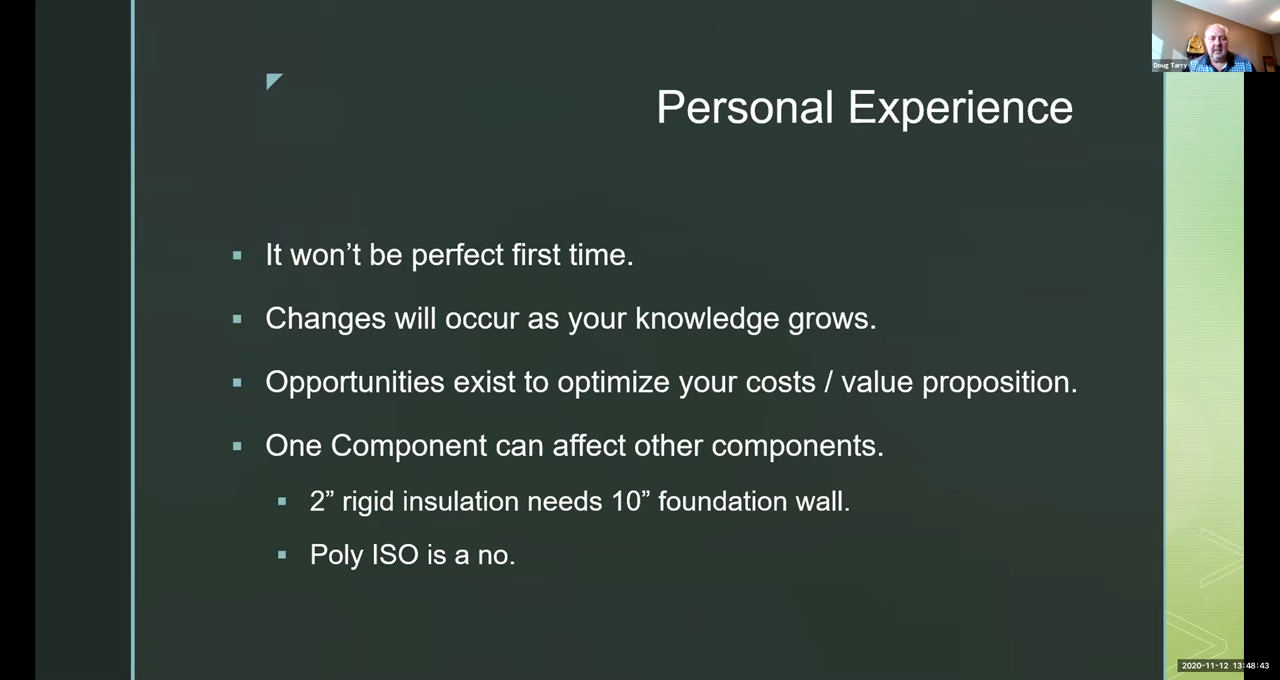 Doug Tarry
Personal Experience
It won’t be perfect first time.
Changes will occur as your knowledge grows.
Opportunities exist to optimize your costs / value proposition.
One Component can affect other components.
2” rigid insulation needs 10” foundation wall.
Poly ISO is a no.
2020-11-12 13:48:43